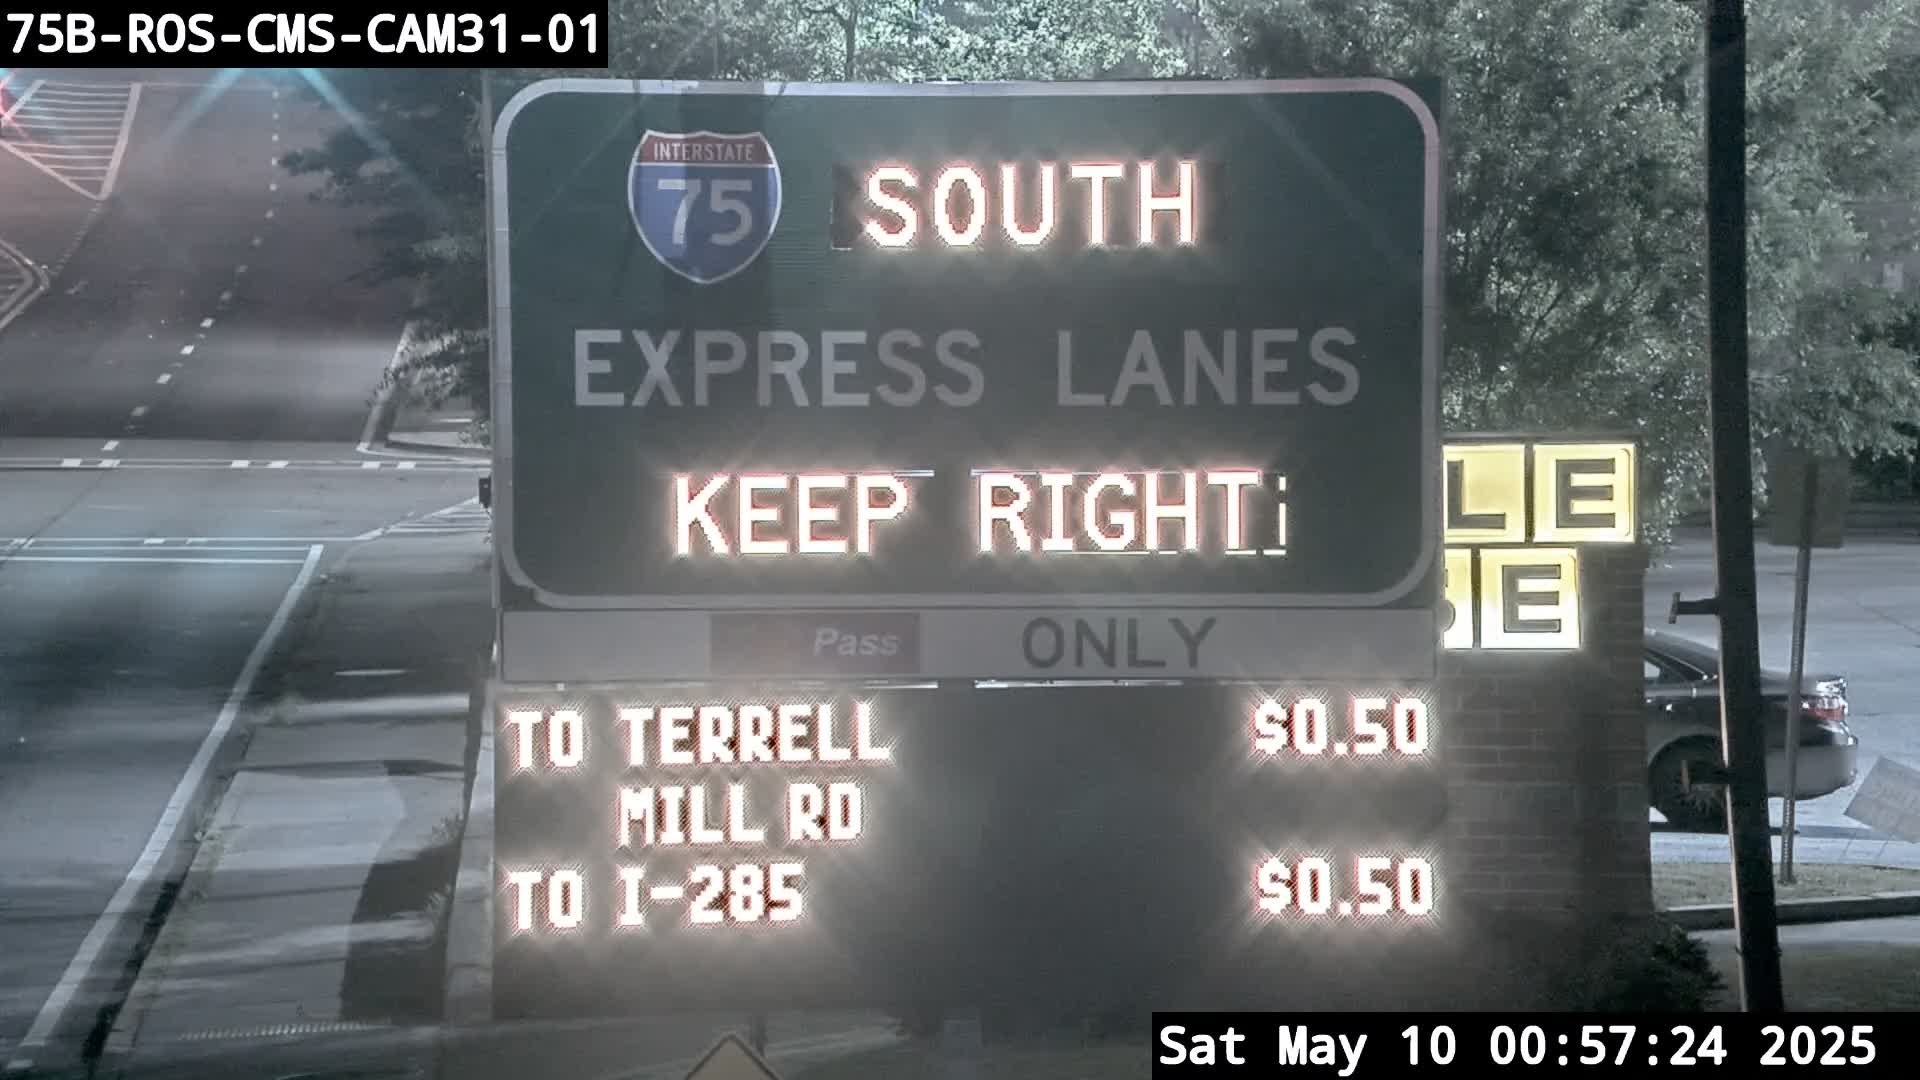 75B-ROS-CMS-CAM31-01
INTERSTATE
75
SOUTH
EXPRESS LANES
KEEP RIGHT
Pass ONLY
TO TERRELL $0.50
MILL RD
TO I-285 $0.50
LE
E
Sat May 10 00:57:24 2025